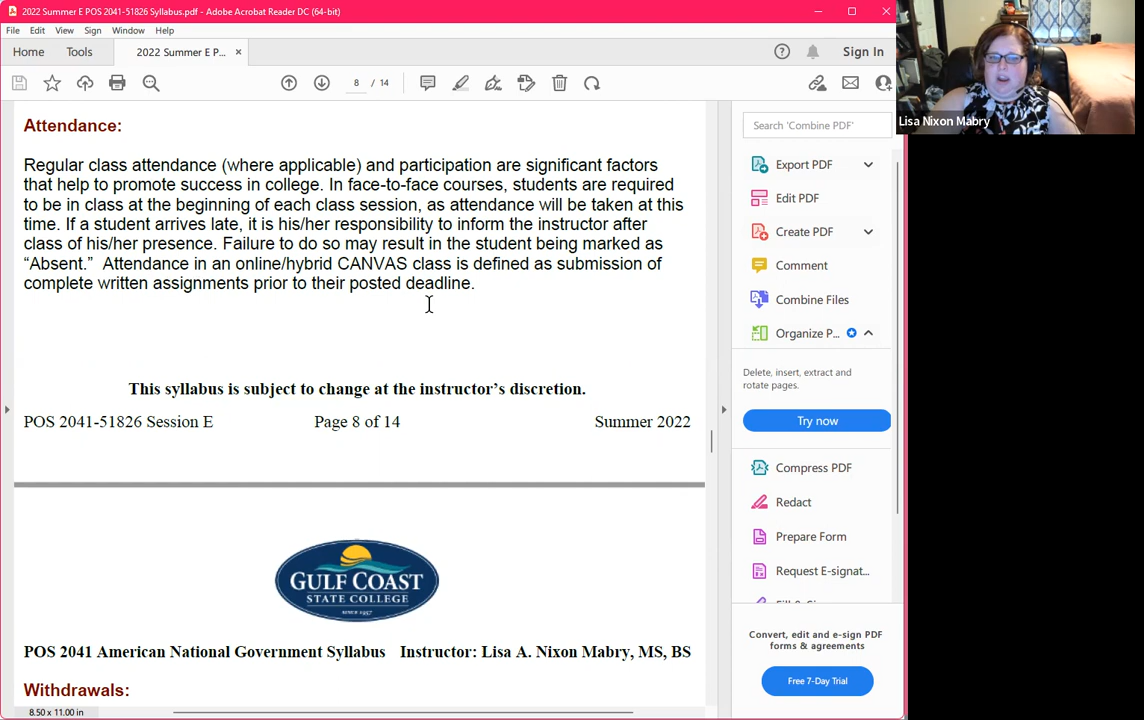 2022 Summer E POS 2041-51826 Syllabus.pdf - Adobe Acrobat Reader DC (64-bit)
File Edit View Sign Window Help
Home Tools 2022 Summer E P... × Sign In
8 / 14
Lisa Nixon Mabry
Attendance:
Regular class attendance (where applicable) and participation are significant factors
that help to promote success in college. In face-to-face courses, students are required
to be in class at the beginning of each class session, as attendance will be taken at this
time. If a student arrives late, it is his/her responsibility to inform the instructor after
class of his/her presence. Failure to do so may result in the student being marked as
“Absent.” Attendance in an online/hybrid CANVAS class is defined as submission of
complete written assignments prior to their posted deadline.
This syllabus is subject to change at the instructor’s discretion.
POS 2041-51826 Session E Page 8 of 14 Summer 2022
GULF COAST
STATE COLLEGE
SINCE 1957
POS 2041 American National Government Syllabus Instructor: Lisa A. Nixon Mabry, MS, BS
Withdrawals:
8.50 x 11.00 in
Search 'Combine PDF'
Export PDF
Edit PDF
Create PDF
Comment
Combine Files
Organize P...
Delete, insert, extract and
rotate pages.
Try now
Compress PDF
Redact
Prepare Form
Request E-signat...
Convert, edit and e-sign PDF
forms & agreements
Free 7-Day Trial